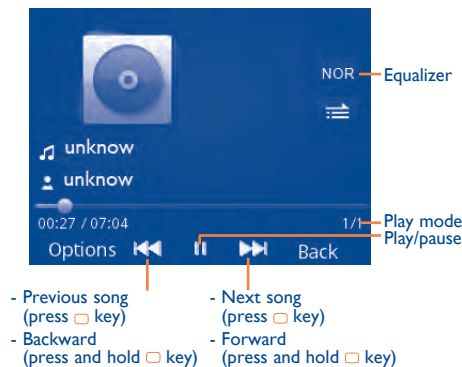 NOR
Equalizer
unknow
unknow
00:27 / 07:04
1/1
Play mode
Play/pause
Options
Back
- Previous song
(press key)
- Backward
(press and hold key)
- Next song
(press key)
- Forward
(press and hold key)